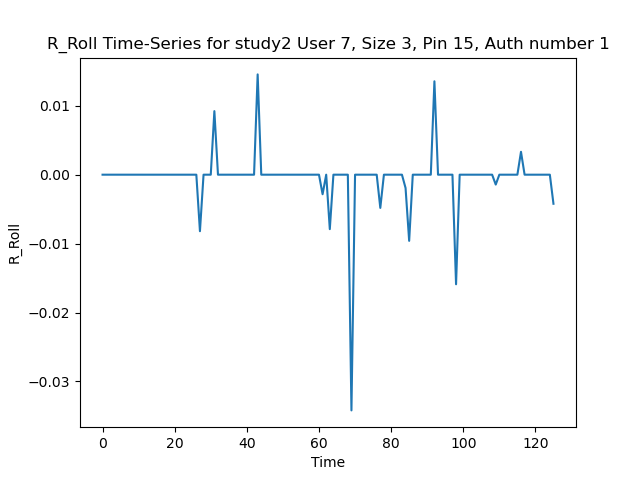 R_Roll Time-Series for study2 User 7, Size 3, Pin 15, Auth number 1
0.01
0.00
−0.01
−0.02
−0.03
R_Roll
0 20 40 60 80 100 120
Time